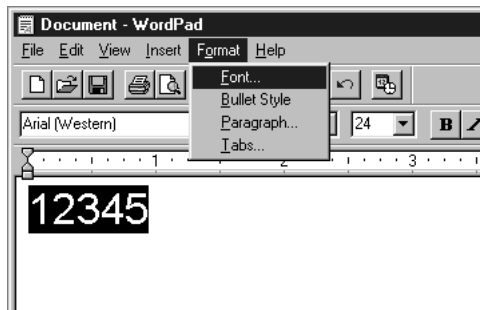 Document - WordPad
File Edit View Insert Format Help
Font...
Bullet Style
Paragraph...
Tabs...
Arial (Western) 24 B I
1 2 3
12345